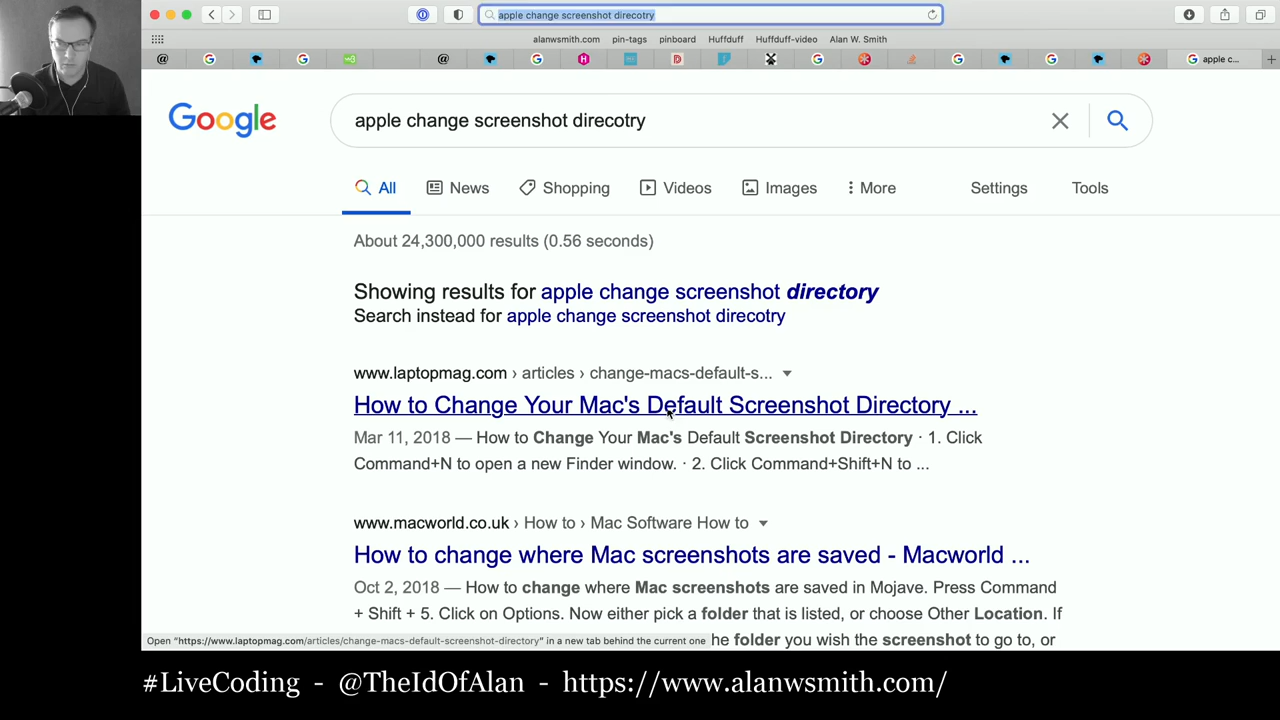 apple change screenshot direcotry
alanwsmith.com pin-tags pinboard Huffduff Huffduff-video Alan W. Smith
apple c...
Google
apple change screenshot direcotry
All News Shopping Videos Images More Settings Tools
About 24,300,000 results (0.56 seconds)
Showing results for apple change screenshot directory
Search instead for apple change screenshot direcotry
www.laptopmag.com › articles › change-macs-default-s...
How to Change Your Mac's Default Screenshot Directory ...
Mar 11, 2018 — How to Change Your Mac's Default Screenshot Directory · 1. Click
Command+N to open a new Finder window. · 2. Click Command+Shift+N to ...
www.macworld.co.uk › How to › Mac Software How to
How to change where Mac screenshots are saved - Macworld ...
Oct 2, 2018 — How to change where Mac screenshots are saved in Mojave. Press Command
+ Shift + 5. Click on Options. Now either pick a folder that is listed, or choose Other Location. If
Open “https://www.laptopmag.com/articles/change-macs-default-screenshot-directory” in a new tab behind the current one
he folder you wish the screenshot to go to, or
#LiveCoding - @TheIdOfAlan - https://www.alanwsmith.com/